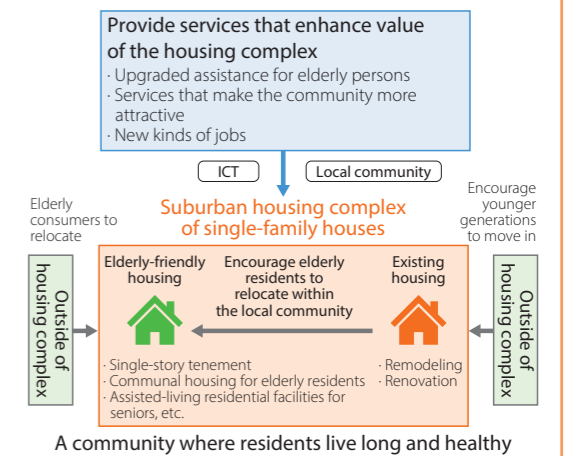 Provide services that enhance value
of the housing complex
· Upgraded assistance for elderly persons
· Services that make the community more
attractive
· New kinds of jobs
ICT
Local community
Elderly
consumers to
relocate
Suburban housing complex
of single-family houses
Encourage
younger
generations
to move in
Outside of
housing complex
Elderly-friendly
housing
Encourage elderly
residents to
relocate within
the local community
Existing
housing
· Single-story tenement
· Communal housing for elderly residents
· Assisted-living residential facilities for
seniors, etc.
· Remodeling
· Renovation
Outside of
housing complex
A community where residents live long and healthy